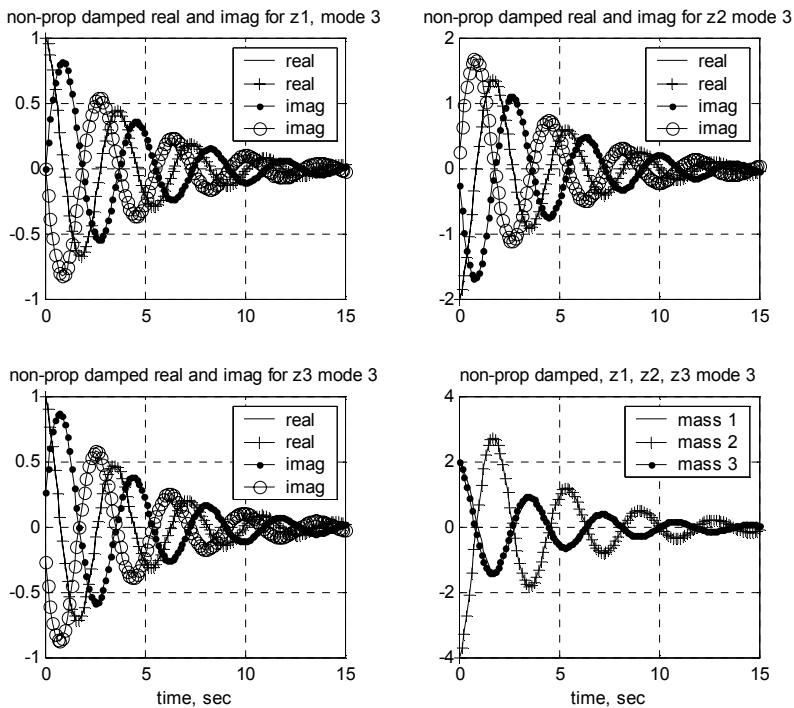 non-prop damped real and imag for z1, mode 3
1
0.5
0
-0.5
-1
0 5 10 15
real
real
imag
imag
non-prop damped real and imag for z2 mode 3
2
1
0
-1
-2
0 5 10 15
real
real
imag
imag
non-prop damped real and imag for z3 mode 3
1
0.5
0
-0.5
-1
0 5 10 15
time, sec
real
real
imag
imag
non-prop damped, z1, z2, z3 mode 3
4
2
0
-2
-4
0 5 10 15
time, sec
mass 1
mass 2
mass 3